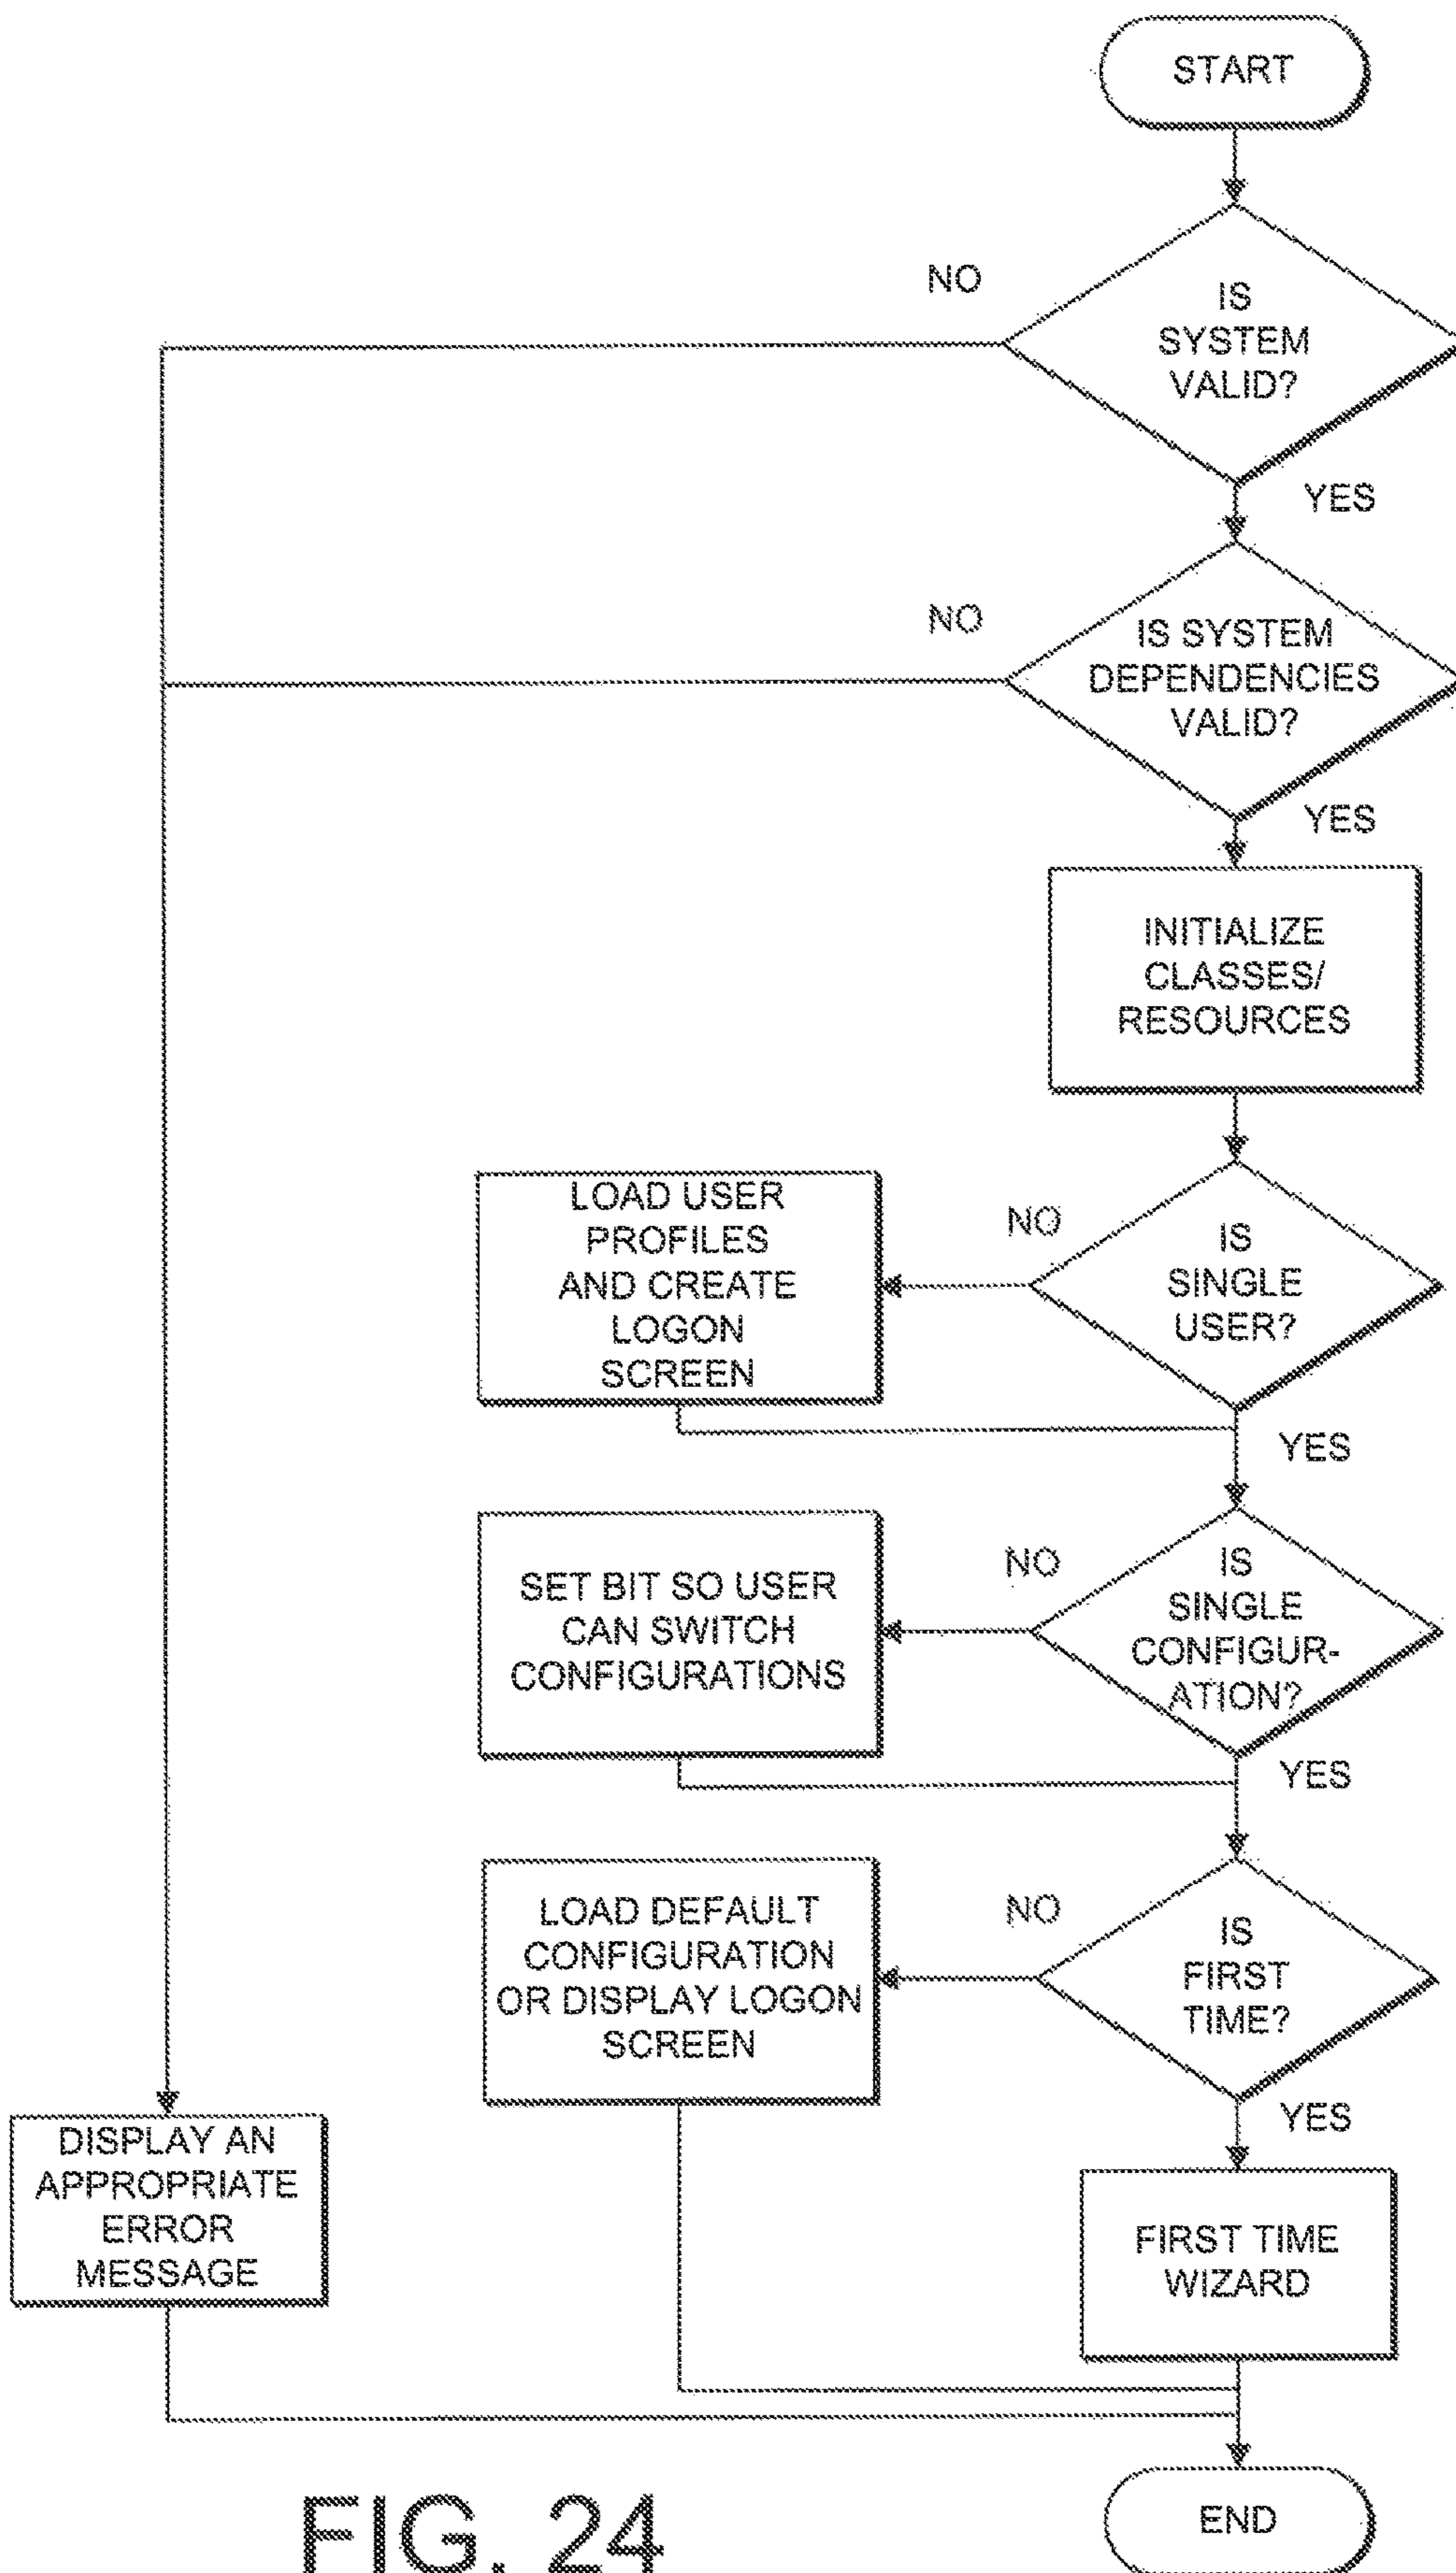 START
NO
IS
SYSTEM
VALID?
YES
NO
IS SYSTEM
DEPENDENCIES
VALID?
YES
INITIALIZE
CLASSES/
RESOURCES
LOAD USER
PROFILES
AND CREATE
LOGON
SCREEN
NO
IS
SINGLE
USER?
YES
SET BIT SO USER
CAN SWITCH
CONFIGURATIONS
NO
IS
SINGLE
CONFIGUR-
ATION?
YES
LOAD DEFAULT
CONFIGURATION
OR DISPLAY LOGON
SCREEN
NO
IS
FIRST
TIME?
YES
DISPLAY AN
APPROPRIATE
ERROR
MESSAGE
FIRST TIME
WIZARD
END
FIG. 24